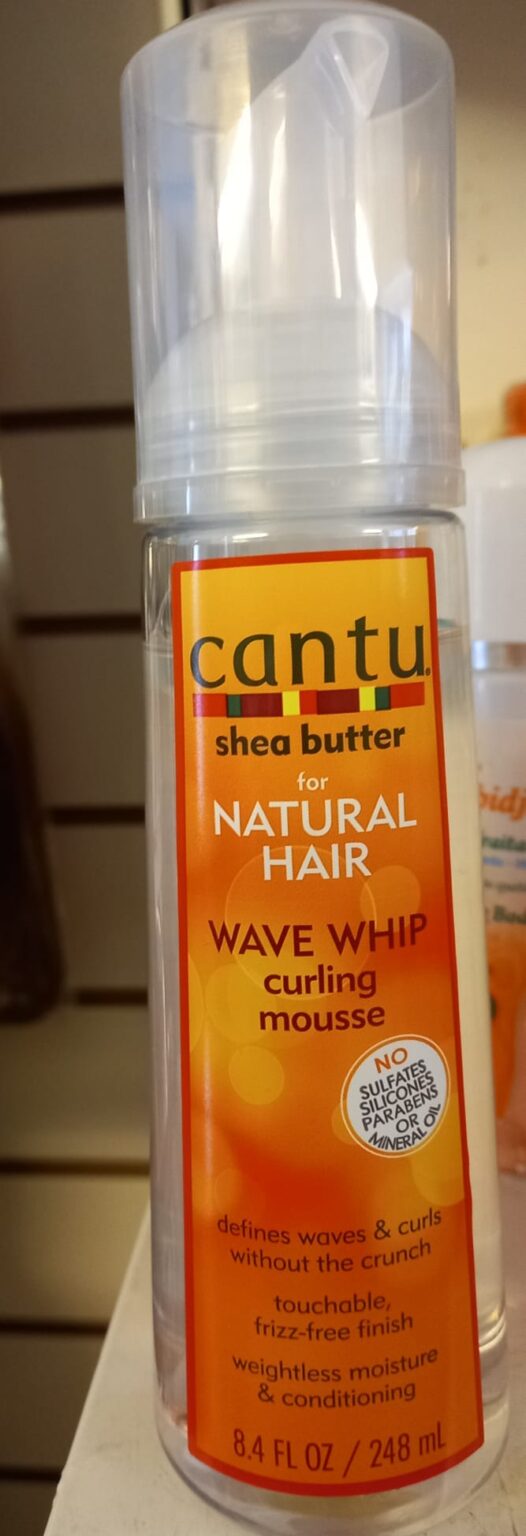 cantu
shea butter
for
NATURAL
HAIR
WAVE WHIP
curling
mousse
NO
SULFATES
SILICONES
PARABENS
OR
MINERAL OIL
defines waves & curls
without the crunch
touchable,
frizz-free finish
weightless moisture
& conditioning
8.4 FL OZ / 248 mL